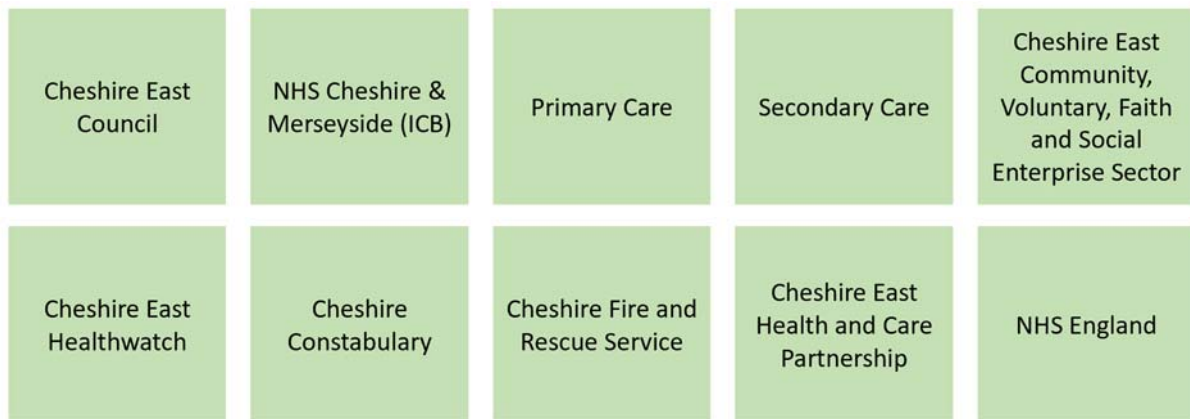 Cheshire East
Council
NHS Cheshire &
Merseyside (ICB)
Primary Care
Secondary Care
Cheshire East
Community,
Voluntary, Faith
and Social
Enterprise Sector
Cheshire East
Healthwatch
Cheshire
Constabulary
Cheshire Fire and
Rescue Service
Cheshire East
Health and Care
Partnership
NHS England